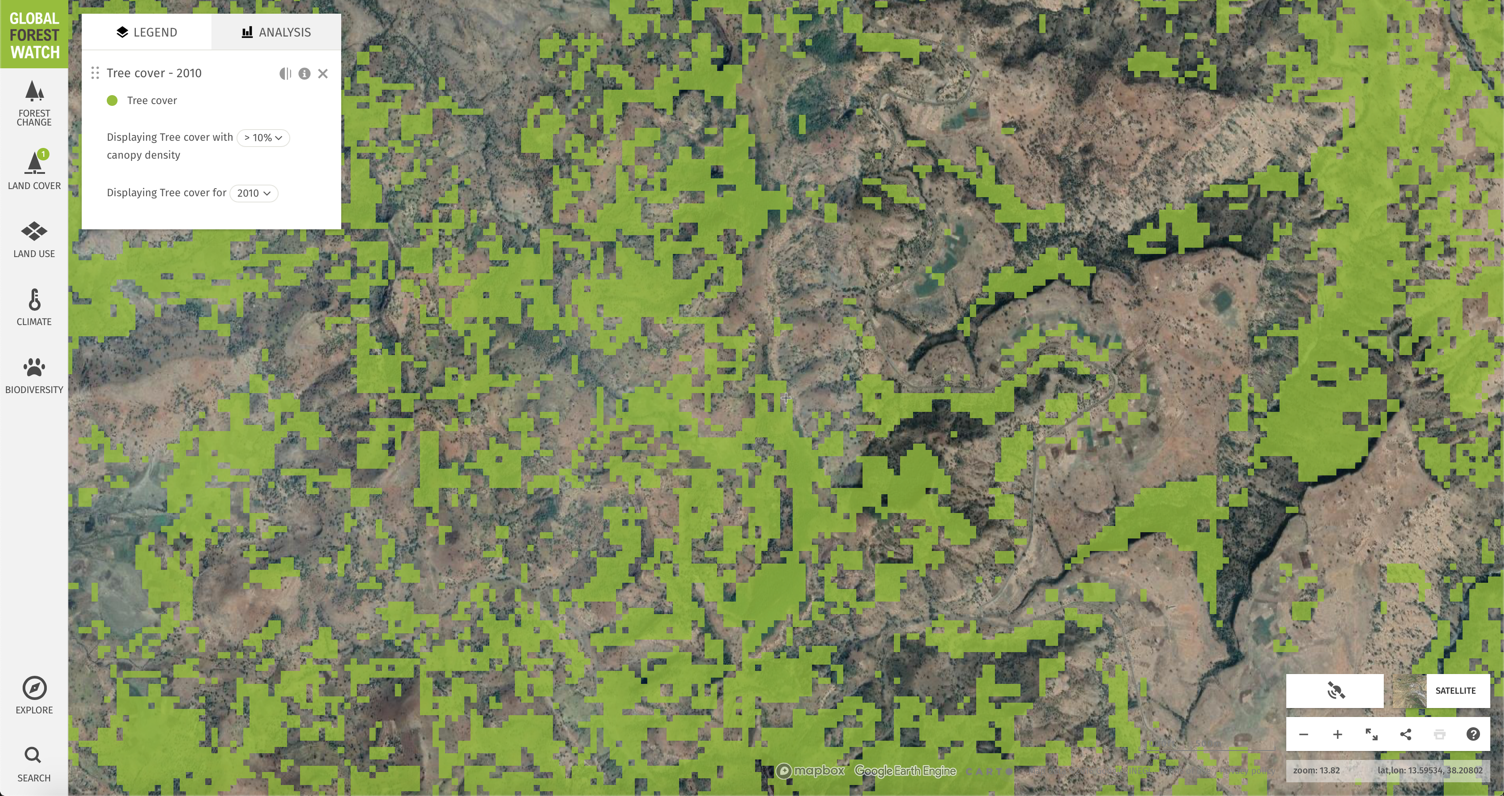 GLOBAL
FOREST
WATCH
LEGEND
ANALYSIS
Tree cover - 2010
Tree cover
Displaying Tree cover with > 10%
canopy density
Displaying Tree cover for 2010
FOREST
CHANGE
1
LAND COVER
LAND USE
CLIMATE
BIODIVERSITY
EXPLORE
SEARCH
SATELLITE
mapbox Google Earth Engine CARTO
zoom: 13.82 lat,lon: 13.59534, 38.20802